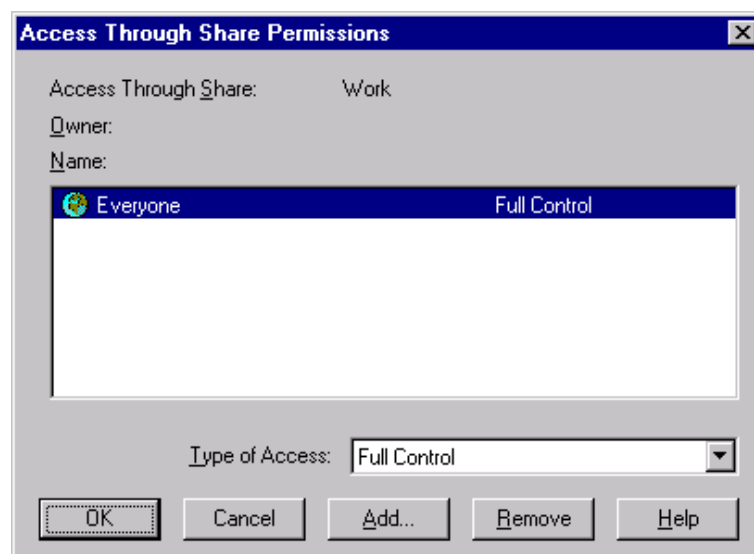 Access Through Share Permissions
Access Through Share: Work
Owner:
Name:
Everyone Full Control
Type of Access: Full Control
OK Cancel Add... Remove Help